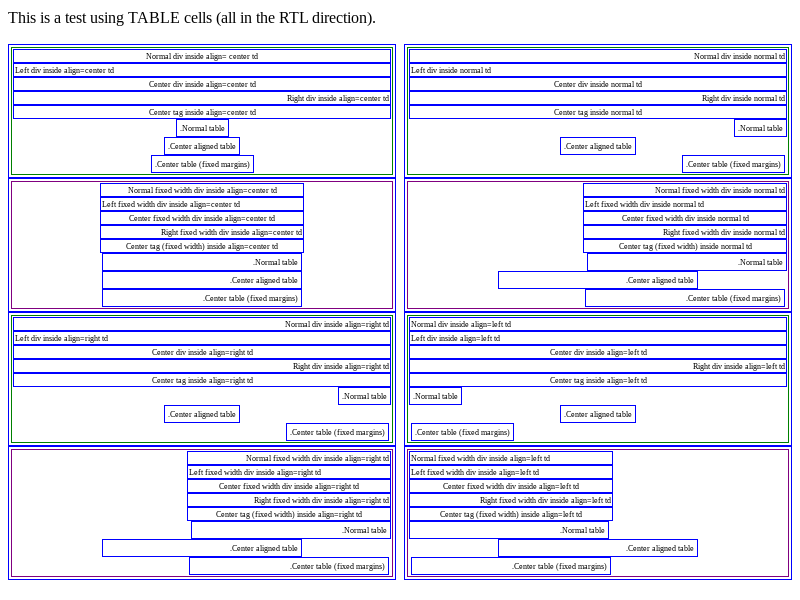 This is a test using TABLE cells (all in the RTL direction).
Normal div inside align= center td
Left div inside align=center td
Center div inside align=center td
Right div inside align=center td
Center tag inside align=center td
.Normal table
.Center aligned table
.Center table (fixed margins)
Normal div inside normal td
Left div inside normal td
Center div inside normal td
Right div inside normal td
Center tag inside normal td
.Normal table
.Center aligned table
.Center table (fixed margins)
Normal fixed width div inside align=center td
Left fixed width div inside align=center td
Center fixed width div inside align=center td
Right fixed width div inside align=center td
Center tag (fixed width) inside align=center td
.Normal table
.Center aligned table
.Center table (fixed margins)
Normal fixed width div inside normal td
Left fixed width div inside normal td
Center fixed width div inside normal td
Right fixed width div inside normal td
Center tag (fixed width) inside normal td
.Normal table
.Center aligned table
.Center table (fixed margins)
Normal div inside align=right td
Left div inside align=right td
Center div inside align=right td
Right div inside align=right td
Center tag inside align=right td
.Normal table
.Center aligned table
.Center table (fixed margins)
Normal div inside align=left td
Left div inside align=left td
Center div inside align=left td
Right div inside align=left td
Center tag inside align=left td
.Normal table
.Center aligned table
.Center table (fixed margins)
Normal fixed width div inside align=right td
Left fixed width div inside align=right td
Center fixed width div inside align=right td
Right fixed width div inside align=right td
Center tag (fixed width) inside align=right td
.Normal table
.Center aligned table
.Center table (fixed margins)
Normal fixed width div inside align=left td
Left fixed width div inside align=left td
Center fixed width div inside align=left td
Right fixed width div inside align=left td
Center tag (fixed width) inside align=left td
.Normal table
.Center aligned table
.Center table (fixed margins)